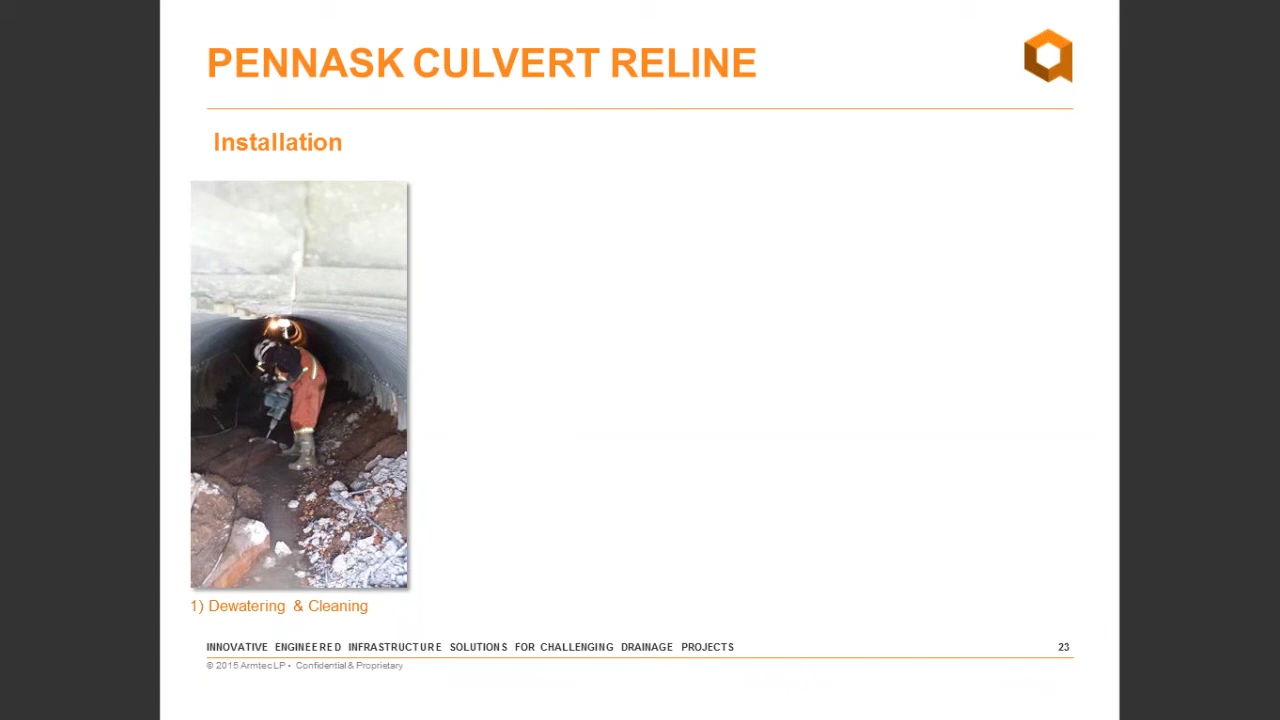 PENNASK CULVERT RELINE
Installation
1) Dewatering & Cleaning
INNOVATIVE ENGINEERED INFRASTRUCTURE SOLUTIONS FOR CHALLENGING DRAINAGE PROJECTS 23
© 2015 Armtec LP • Confidential & Proprietary